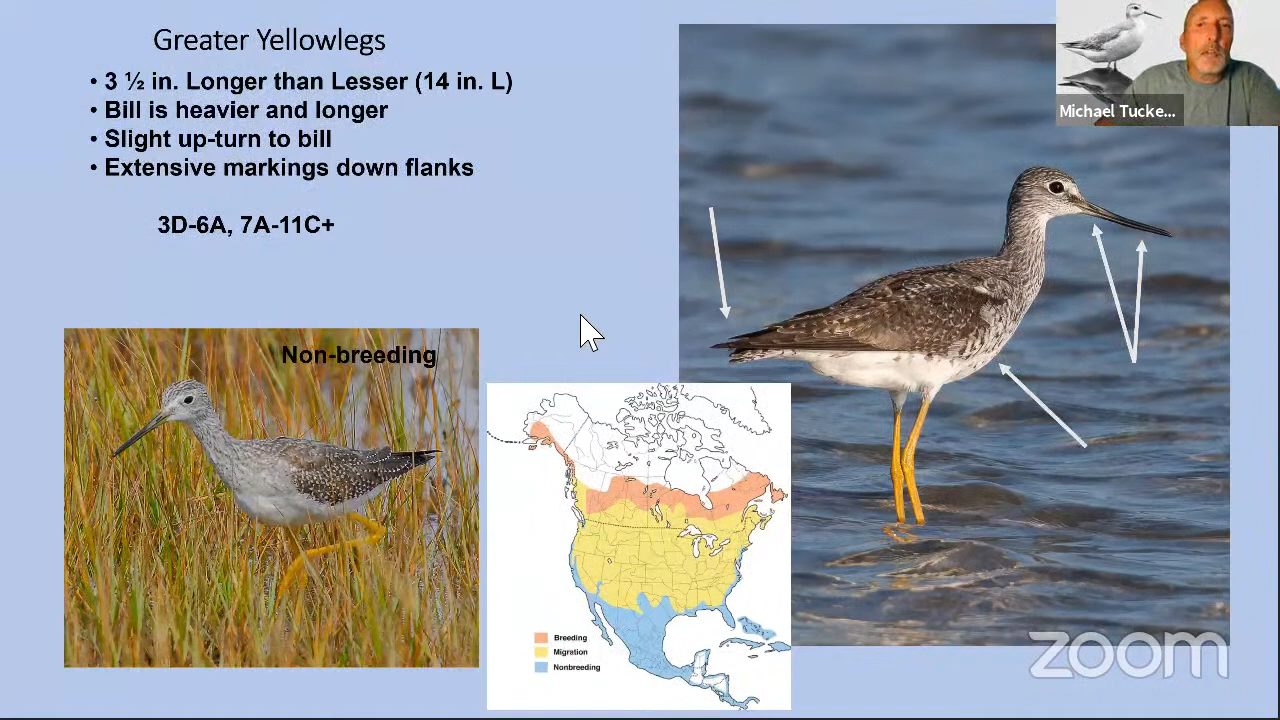 Greater Yellowlegs
• 3 ½ in. Longer than Lesser (14 in. L)
• Bill is heavier and longer
• Slight up-turn to bill
• Extensive markings down flanks
3D-6A, 7A-11C+
Michael Tucke...
Non-breeding
Breeding
Migration
Nonbreeding
zoom